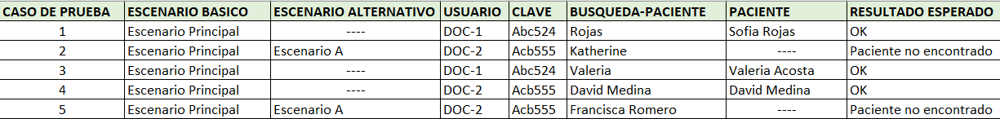 CASO DE PRUEBA ESCENARIO BASICO ESCENARIO ALTERNATIVO USUARIO CLAVE BUSQUEDA-PACIENTE PACIENTE RESULTADO ESPERADO
1 Escenario Principal ---- DOC-1 Abc524 Rojas Sofia Rojas OK
2 Escenario Principal Escenario A DOC-2 Acb555 Katherine ---- Paciente no encontrado
3 Escenario Principal ---- DOC-1 Abc524 Valeria Valeria Acosta OK
4 Escenario Principal ---- DOC-2 Acb555 David Medina David Medina OK
5 Escenario Principal Escenario A DOC-2 Acb555 Francisca Romero ---- Paciente no encontrado